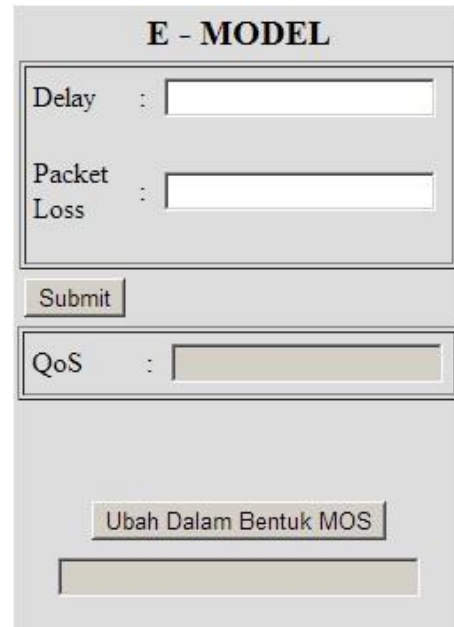 E - MODEL
Delay :
Packet
Loss :
Submit
QoS :
Ubah Dalam Bentuk MOS